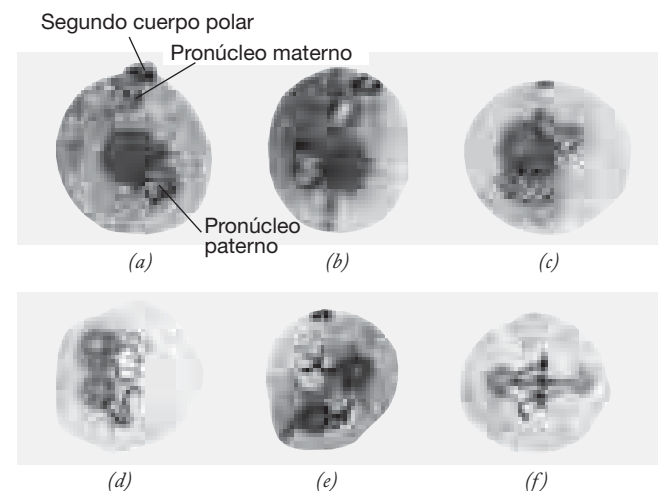 Segundo cuerpo polar
Pronúcleo materno
Pronúcleo
paterno
(a)
(b)
(c)
(d)
(e)
(f)